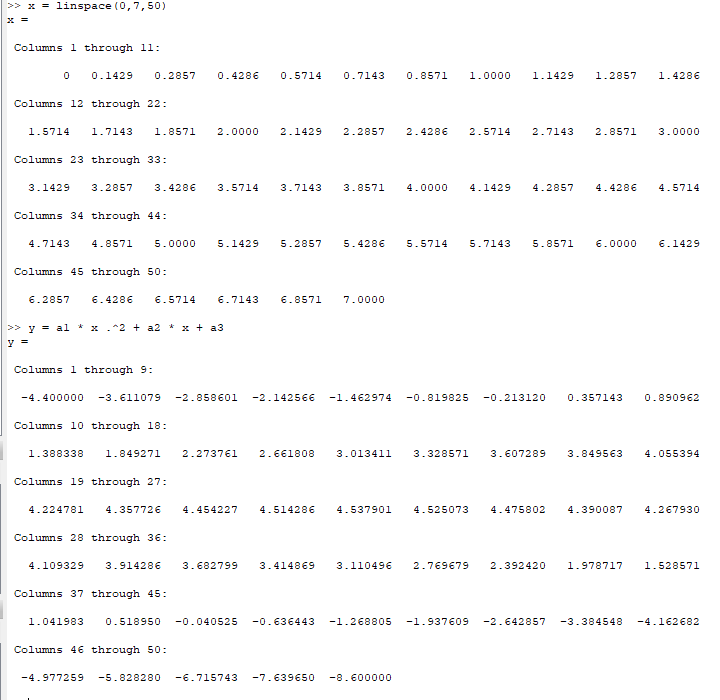 >> x = linspace(0,7,50)
x =
Columns 1 through 11:
0 0.1429 0.2857 0.4286 0.5714 0.7143 0.8571 1.0000 1.1429 1.2857 1.4286
Columns 12 through 22:
1.5714 1.7143 1.8571 2.0000 2.1429 2.2857 2.4286 2.5714 2.7143 2.8571 3.0000
Columns 23 through 33:
3.1429 3.2857 3.4286 3.5714 3.7143 3.8571 4.0000 4.1429 4.2857 4.4286 4.5714
Columns 34 through 44:
4.7143 4.8571 5.0000 5.1429 5.2857 5.4286 5.5714 5.7143 5.8571 6.0000 6.1429
Columns 45 through 50:
6.2857 6.4286 6.5714 6.7143 6.8571 7.0000
>> y = a1 * x .^2 + a2 * x + a3
y =
Columns 1 through 9:
-4.400000 -3.611079 -2.858601 -2.142566 -1.462974 -0.819825 -0.213120 0.357143 0.890962
Columns 10 through 18:
1.388338 1.849271 2.273761 2.661808 3.013411 3.328571 3.607289 3.849563 4.055394
Columns 19 through 27:
4.224781 4.357726 4.454227 4.514286 4.537901 4.525073 4.475802 4.390087 4.267930
Columns 28 through 36:
4.109329 3.914286 3.682799 3.414869 3.110496 2.769679 2.392420 1.978717 1.528571
Columns 37 through 45:
1.041983 0.518950 -0.040525 -0.636443 -1.268805 -1.937609 -2.642857 -3.384548 -4.162682
Columns 46 through 50:
-4.977259 -5.828280 -6.715743 -7.639650 -8.600000